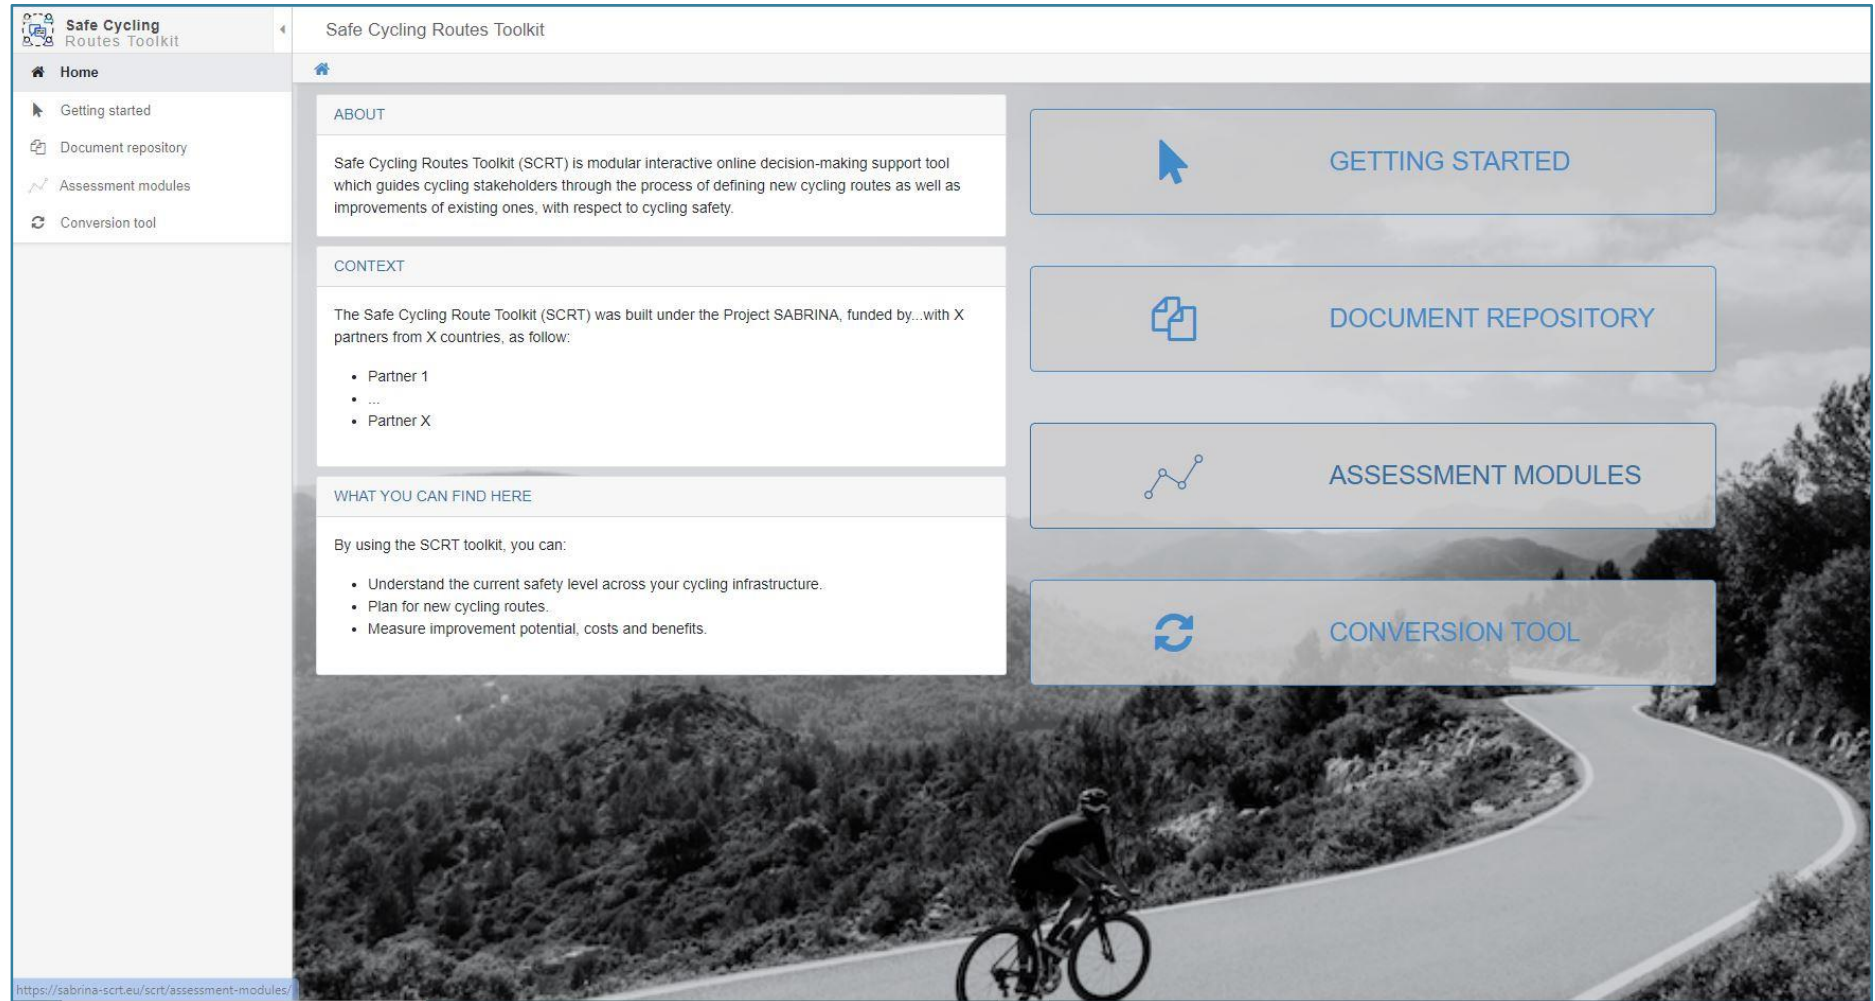 Safe Cycling
Routes Toolkit
Safe Cycling Routes Toolkit
Home
Getting started
Document repository
Assessment modules
Conversion tool
ABOUT
Safe Cycling Routes Toolkit (SCRT) is modular interactive online decision-making support tool
which guides cycling stakeholders through the process of defining new cycling routes as well as
improvements of existing ones, with respect to cycling safety.
CONTEXT
The Safe Cycling Route Toolkit (SCRT) was built under the Project SABRINA, funded by...with X
partners from X countries, as follow:
• Partner 1
• ...
• Partner X
WHAT YOU CAN FIND HERE
By using the SCRT toolkit, you can:
• Understand the current safety level across your cycling infrastructure.
• Plan for new cycling routes.
• Measure improvement potential, costs and benefits.
GETTING STARTED
DOCUMENT REPOSITORY
ASSESSMENT MODULES
CONVERSION TOOL
https://sabrina-scrt.eu/scrt/assessment-modules/